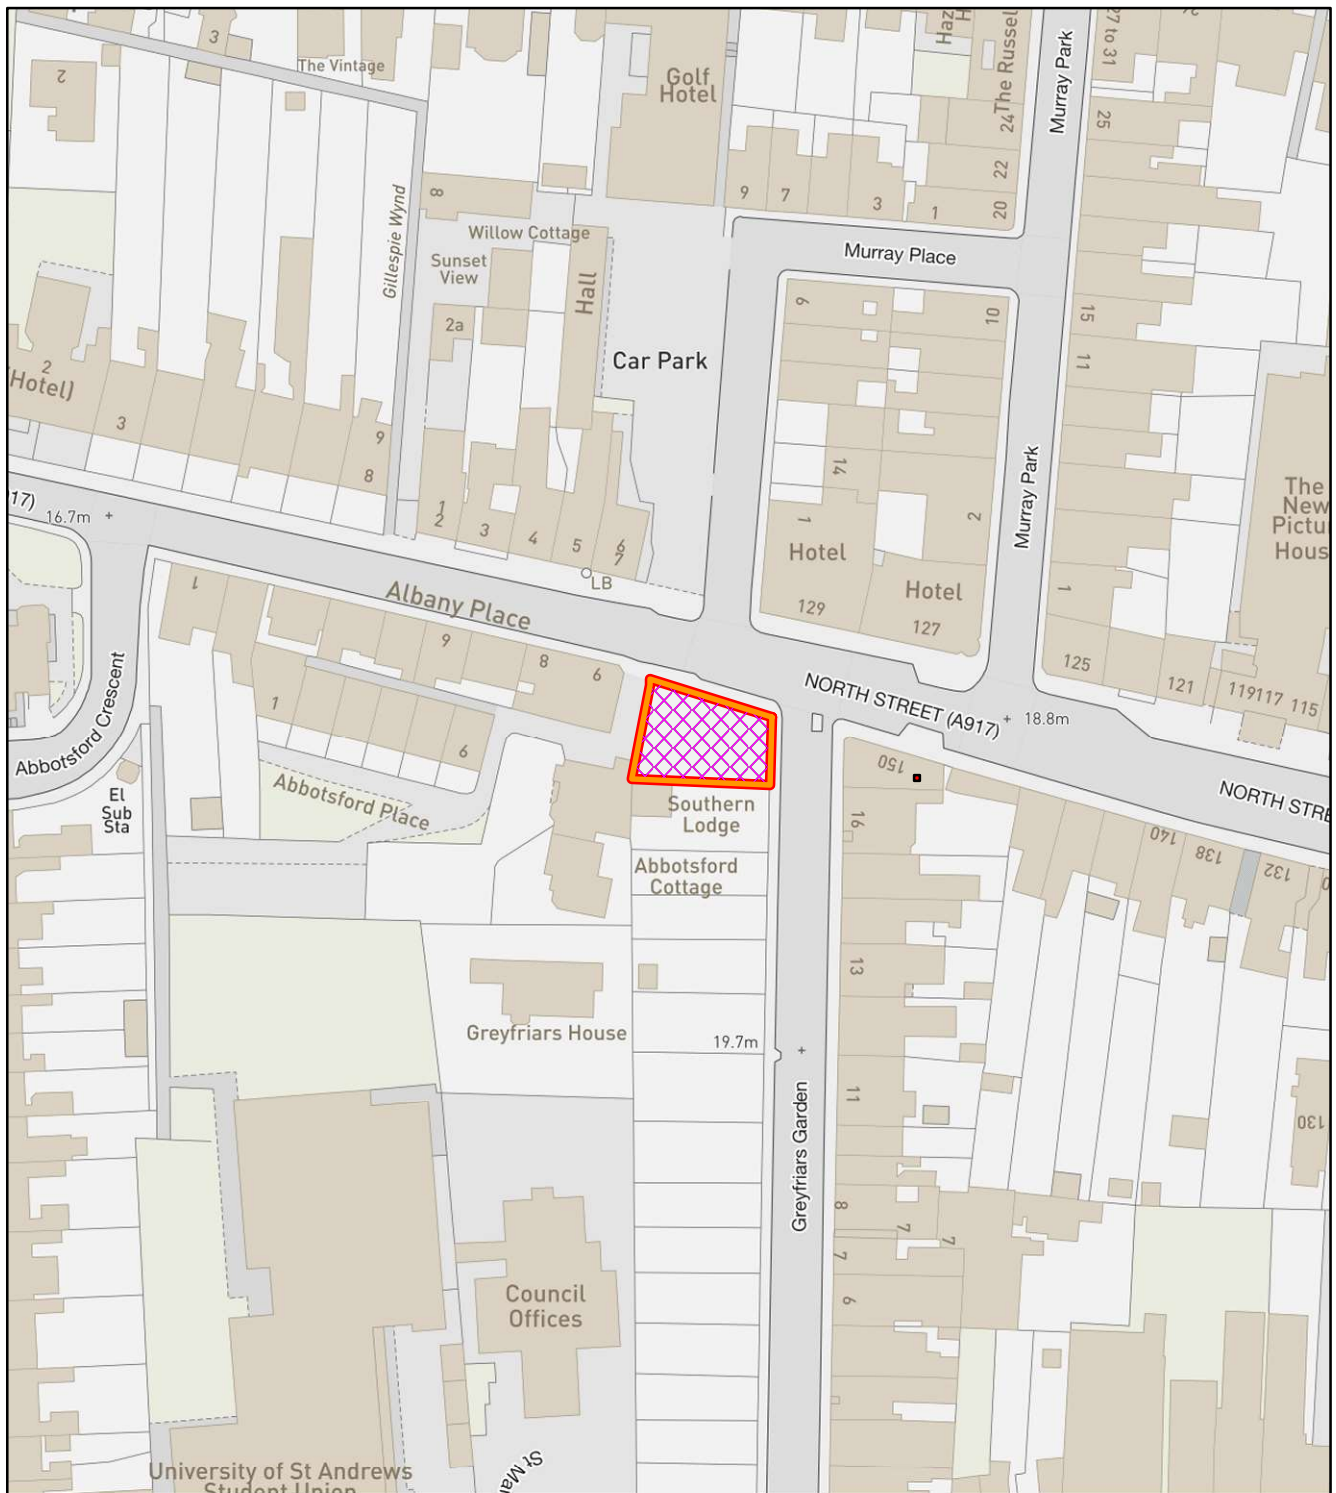 3
The Vintage
2
Golf
Hotel
Haz
H
The Russel
24
22
20
Murray Park
27 to 31
25
Gillespie Wynd
8
Willow Cottage
Sunset
View
Hall
2a
9
7
3
1
Murray Place
9
10
15
11
Car Park
2
(Hotel)
3
9
8
14
Murray Park
The
New
Pictu
Hous
17)
16.7m
1
2
3
4
5
6
7
LB
1
Hotel
129
2
Hotel
127
1
125
121
119
117
115
1
Albany Place
9
8
6
Abbotsford Crescent
1
6
Abbotsford Place
El
Sub
Sta
NORTH STREET (A917)
18.8m
NORTH STRE
150
16
140
138
132
0
Southern
Lodge
Abbotsford
Cottage
13
Greyfriars House
19.7m
11
130
Greyfriars Garden
8
7
7
7
6
Council
Offices
St Mar
University of St Andrews
Student Union